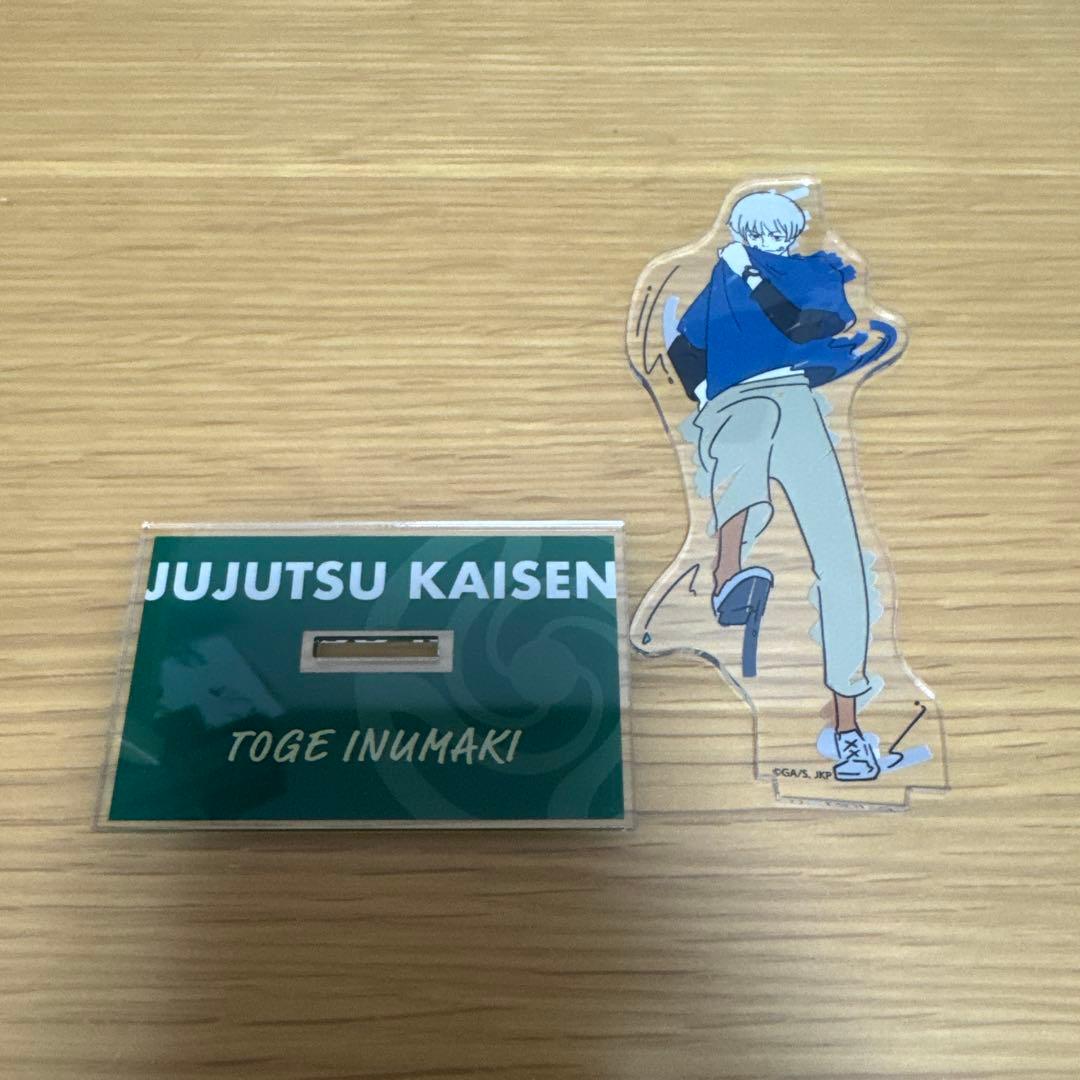 JUJUTSU KAISEN
TOGE INUMAKI
©GA/S, JKP